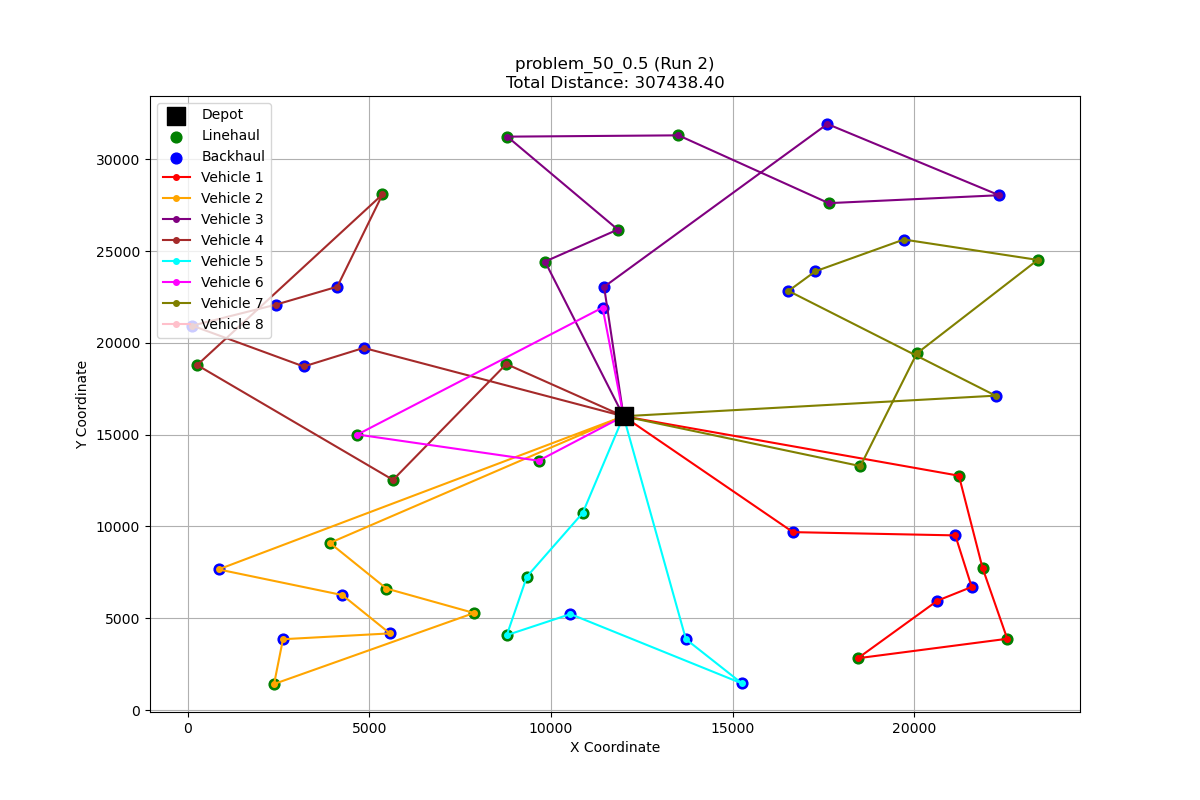 problem_50_0.5 (Run 2)
Total Distance: 307438.40
Depot
Linehaul
Backhaul
Vehicle 1
Vehicle 2
Vehicle 3
Vehicle 4
Vehicle 5
Vehicle 6
Vehicle 7
Vehicle 8
30000
25000
20000
15000
10000
5000
0
Y Coordinate
0 5000 10000 15000 20000
X Coordinate